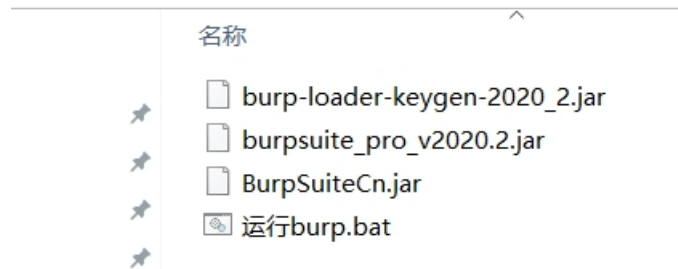 名称
burp-loader-keygen-2020_2.jar
burpsuite_pro_v2020.2.jar
BurpSuiteCn.jar
运行burp.bat